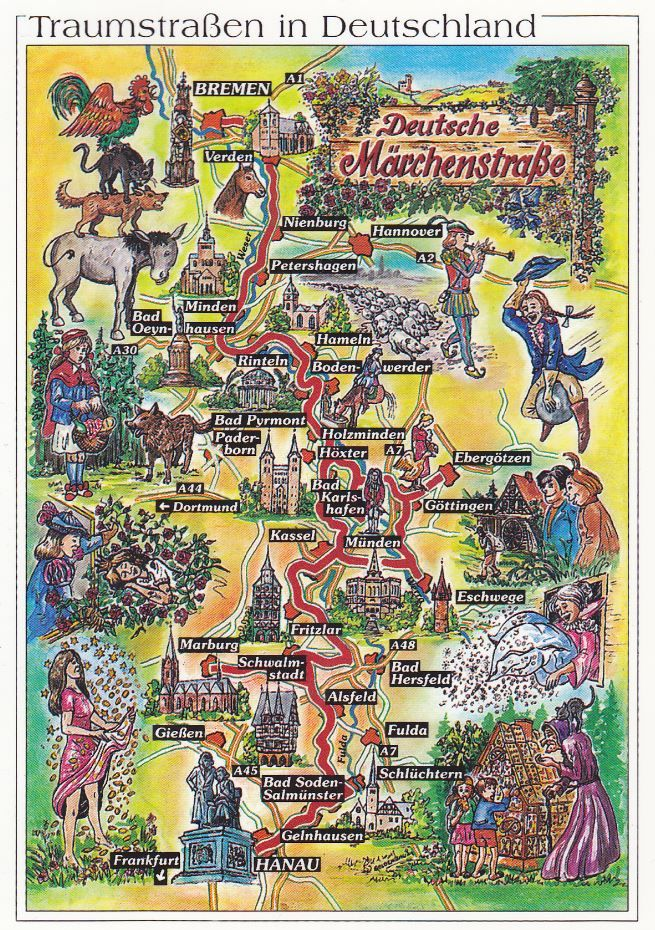 Traumstraßen in Deutschland
Deutsche
Märchenstraße
BREMEN
A1
Verden
Nienburg
Hannover
Weser
A2
Petershagen
Minden
Bad
Oeyn-
hausen
Hameln
A30
Rinteln
Boden-
werder
Bad Pyrmont
Holzminden
Pader-
born
Höxter
A7
Ebergötzen
A44
Bad
Karls-
hafen
← Dortmund
Göttingen
Kassel
Münden
Eschwege
Fritzlar
Marburg
A48
Schwalm-
stadt
Bad
Hersfeld
Alsfeld
Gießen
Fulda
Fulda
A7
A45
Schlüchtern
Bad Soden-
Salmünster
Gelnhausen
Frankfurt
HANAU